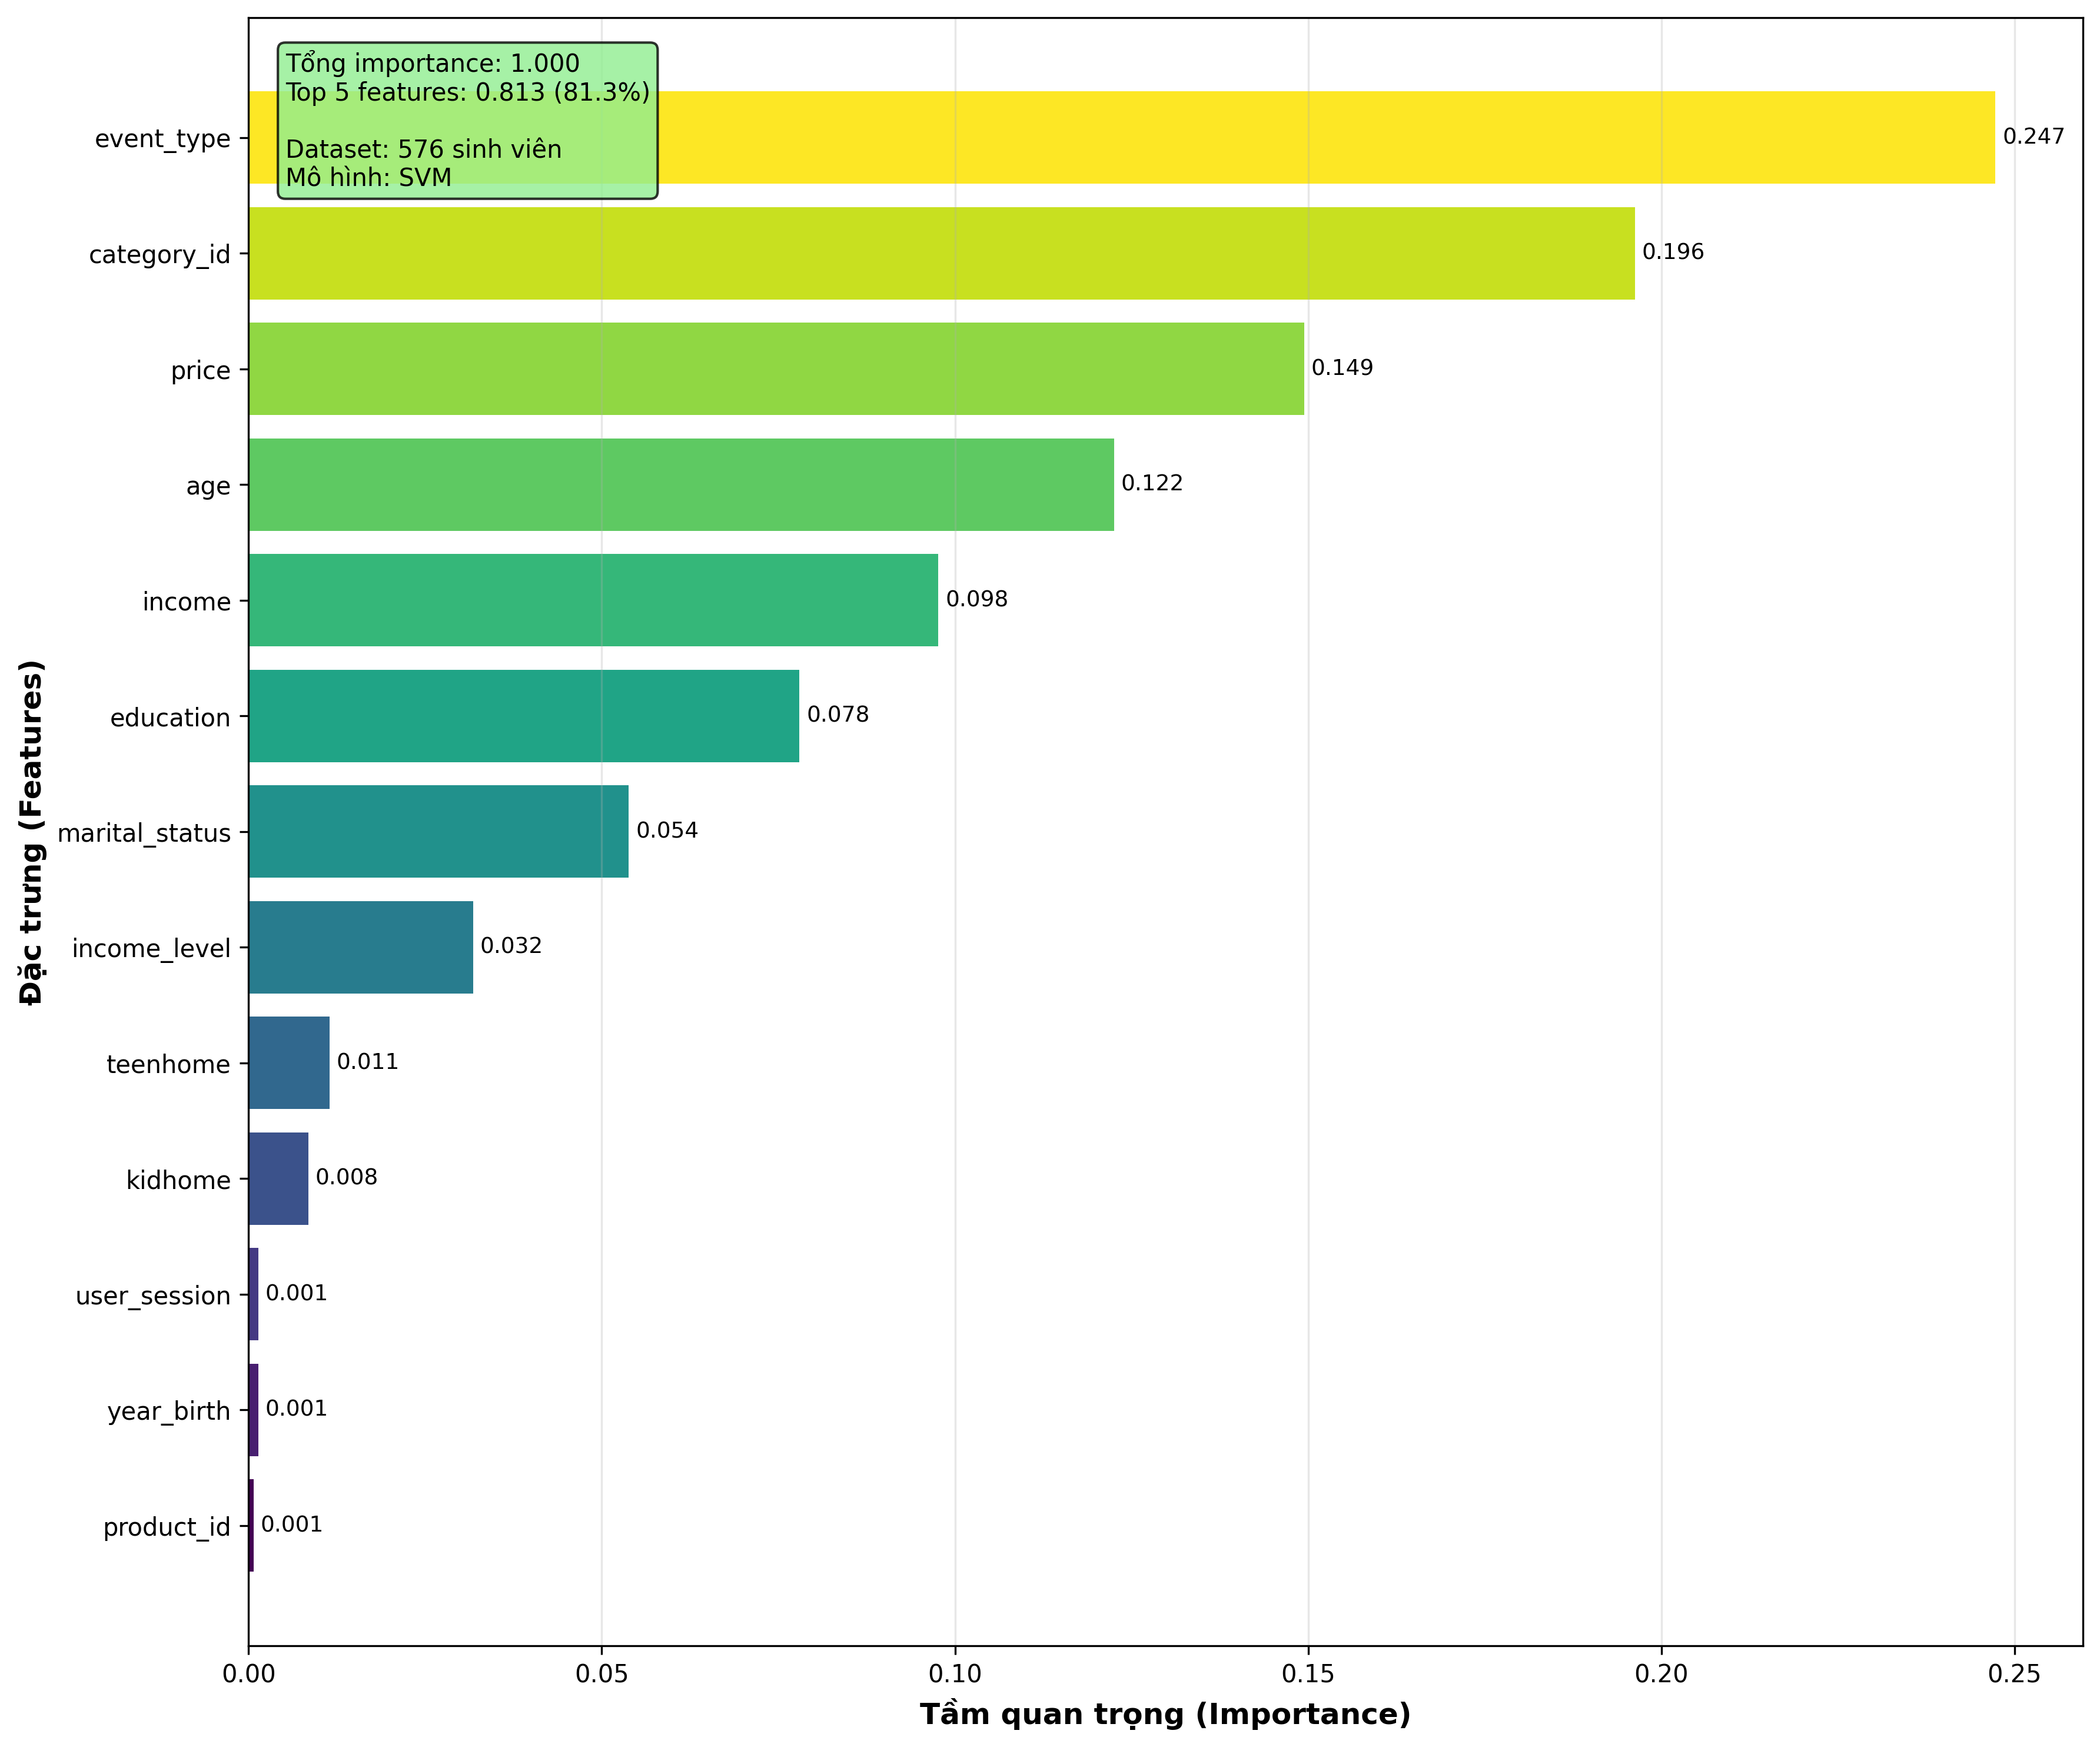 Tổng importance: 1.000
Top 5 features: 0.813 (81.3%)
Dataset: 576 sinh viên
Mô hình: SVM
event_type
0.247
category_id
0.196
price
0.149
age
0.122
income
0.098
education
0.078
marital_status
0.054
income_level
0.032
teenhome
0.011
kidhome
0.008
user_session
0.001
year_birth
0.001
product_id
0.001
Đặc trưng (Features)
0.00 0.05 0.10 0.15 0.20 0.25
Tầm quan trọng (Importance)